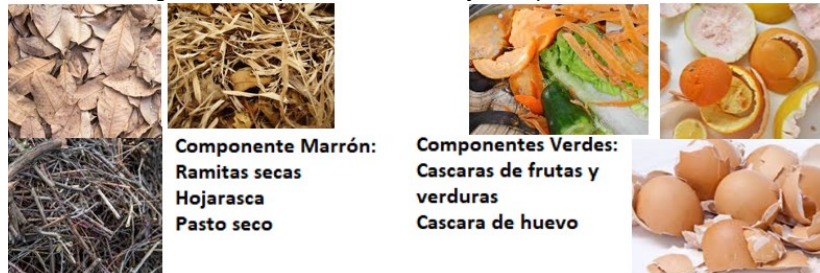 Componente Marrón:
Ramitas secas
Hojarasca
Pasto seco
Componentes Verdes:
Cascaras de frutas y
verduras
Cascara de huevo